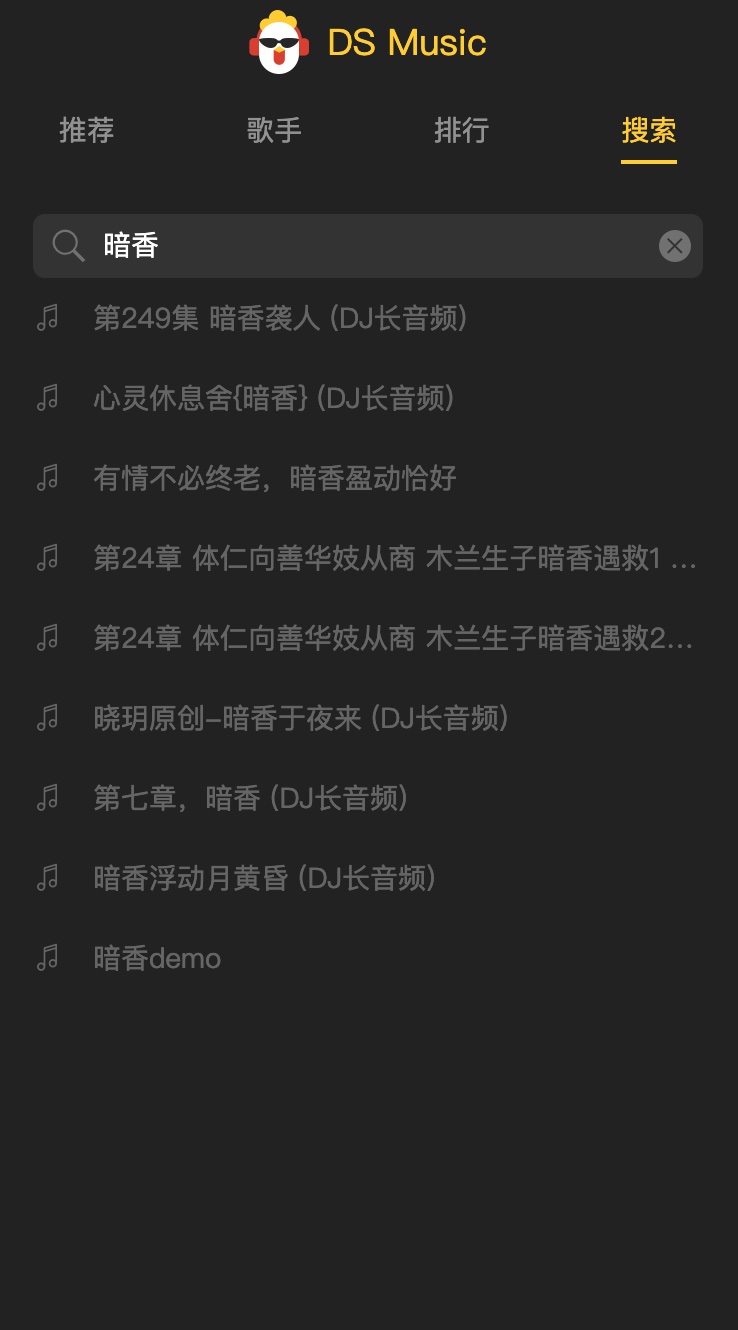 DS Music
推荐 歌手 排行 搜索
暗香
第249集 暗香袭人 (DJ长音频)
心灵休息舍{暗香} (DJ长音频)
有情不必终老，暗香盈动恰好
第24章 体仁向善华妓从商 木兰生子暗香遇救1 ...
第24章 体仁向善华妓从商 木兰生子暗香遇救2...
晓玥原创-暗香于夜来 (DJ长音频)
第七章，暗香 (DJ长音频)
暗香浮动月黄昏 (DJ长音频)
暗香demo